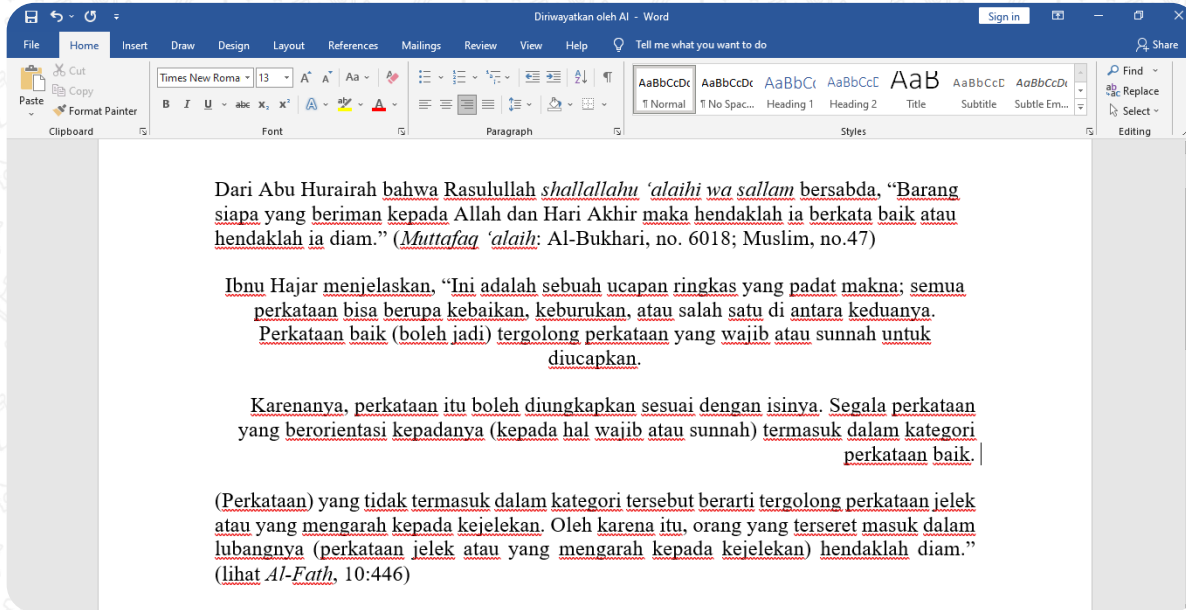 Diriwayatkan oleh Al - Word
Sign in
File Home Insert Draw Design Layout References Mailings Review View Help Tell me what you want to do Share
Paste
Cut
Copy
Format Painter
Clipboard
Times New Roma 13 A A Aa
B I U abc x₂ x² A aby A
Font
Paragraph
AaBbCcDc AaBbCcDc AaBbC( AaBbCcC AaB AaBbCcC AaBbCcDc
¶ Normal ¶ No Spac... Heading 1 Heading 2 Title Subtitle Subtle Em...
Styles
Find
Replace
Select
Editing
Dari Abu Hurairah bahwa Rasulullah shallallahu ‘alaihi wa sallam bersabda, “Barang
siapa yang beriman kepada Allah dan Hari Akhir maka hendaklah ia berkata baik atau
hendaklah ia diam.” (Muttafaq ‘alaih: Al-Bukhari, no. 6018; Muslim, no.47)
Ibnu Hajar menjelaskan, “Ini adalah sebuah ucapan ringkas yang padat makna; semua
perkataan bisa berupa kebaikan, keburukan, atau salah satu di antara keduanya.
Perkataan baik (boleh jadi) tergolong perkataan yang wajib atau sunnah untuk
diucapkan.
Karenanya, perkataan itu boleh diungkapkan sesuai dengan isinya. Segala perkataan
yang berorientasi kepadanya (kepada hal wajib atau sunnah) termasuk dalam kategori
perkataan baik.
(Perkataan) yang tidak termasuk dalam kategori tersebut berarti tergolong perkataan jelek
atau yang mengarah kepada kejelekan. Oleh karena itu, orang yang terseret masuk dalam
lubangnya (perkataan jelek atau yang mengarah kepada kejelekan) hendaklah diam.”
(lihat Al-Fath, 10:446)